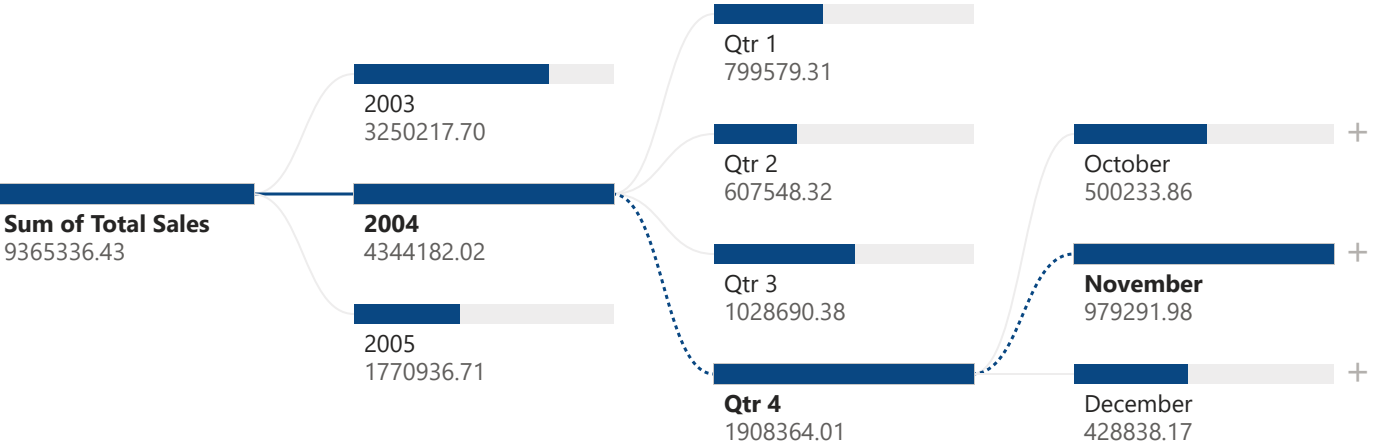 Sum of Total Sales
9365336.43
2003
3250217.70
2004
4344182.02
2005
1770936.71
Qtr 1
799579.31
Qtr 2
607548.32
Qtr 3
1028690.38
Qtr 4
1908364.01
October
500233.86
November
979291.98
December
428838.17